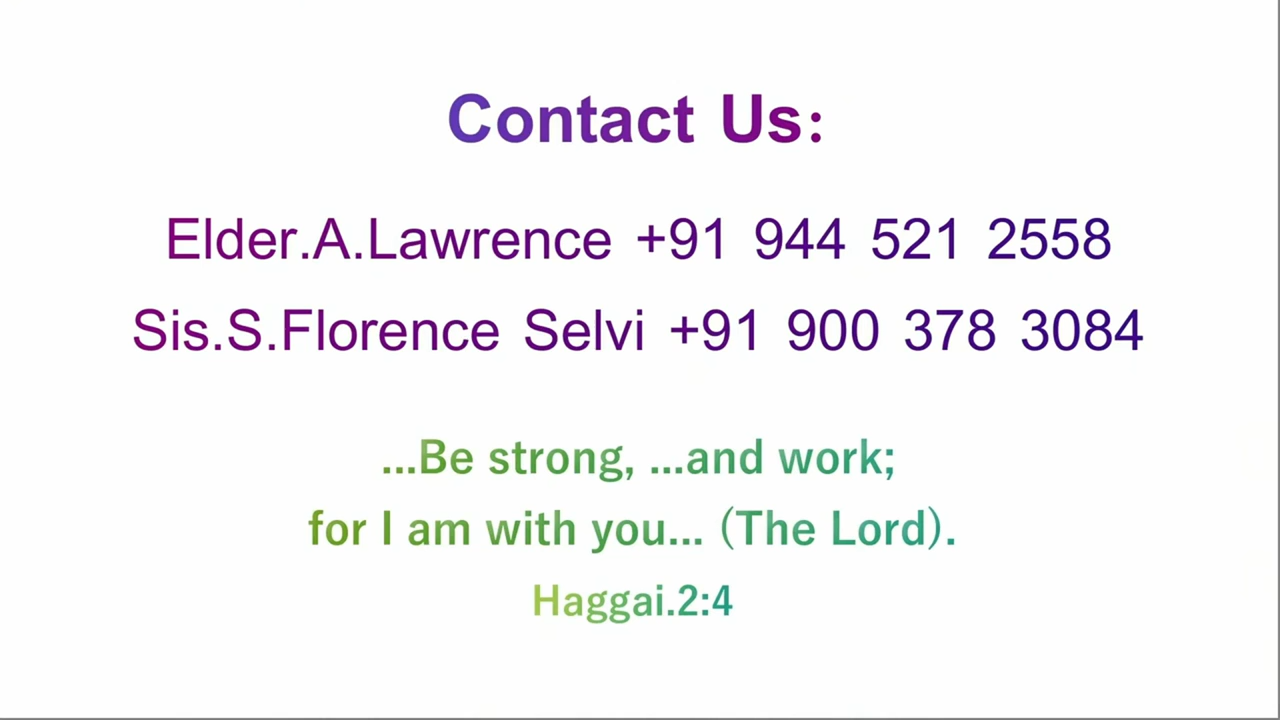 Contact Us:
Elder.A.Lawrence +91 944 521 2558
Sis.S.Florence Selvi +91 900 378 3084
...Be strong, ...and work;
for I am with you... (The Lord).
Haggai.2:4